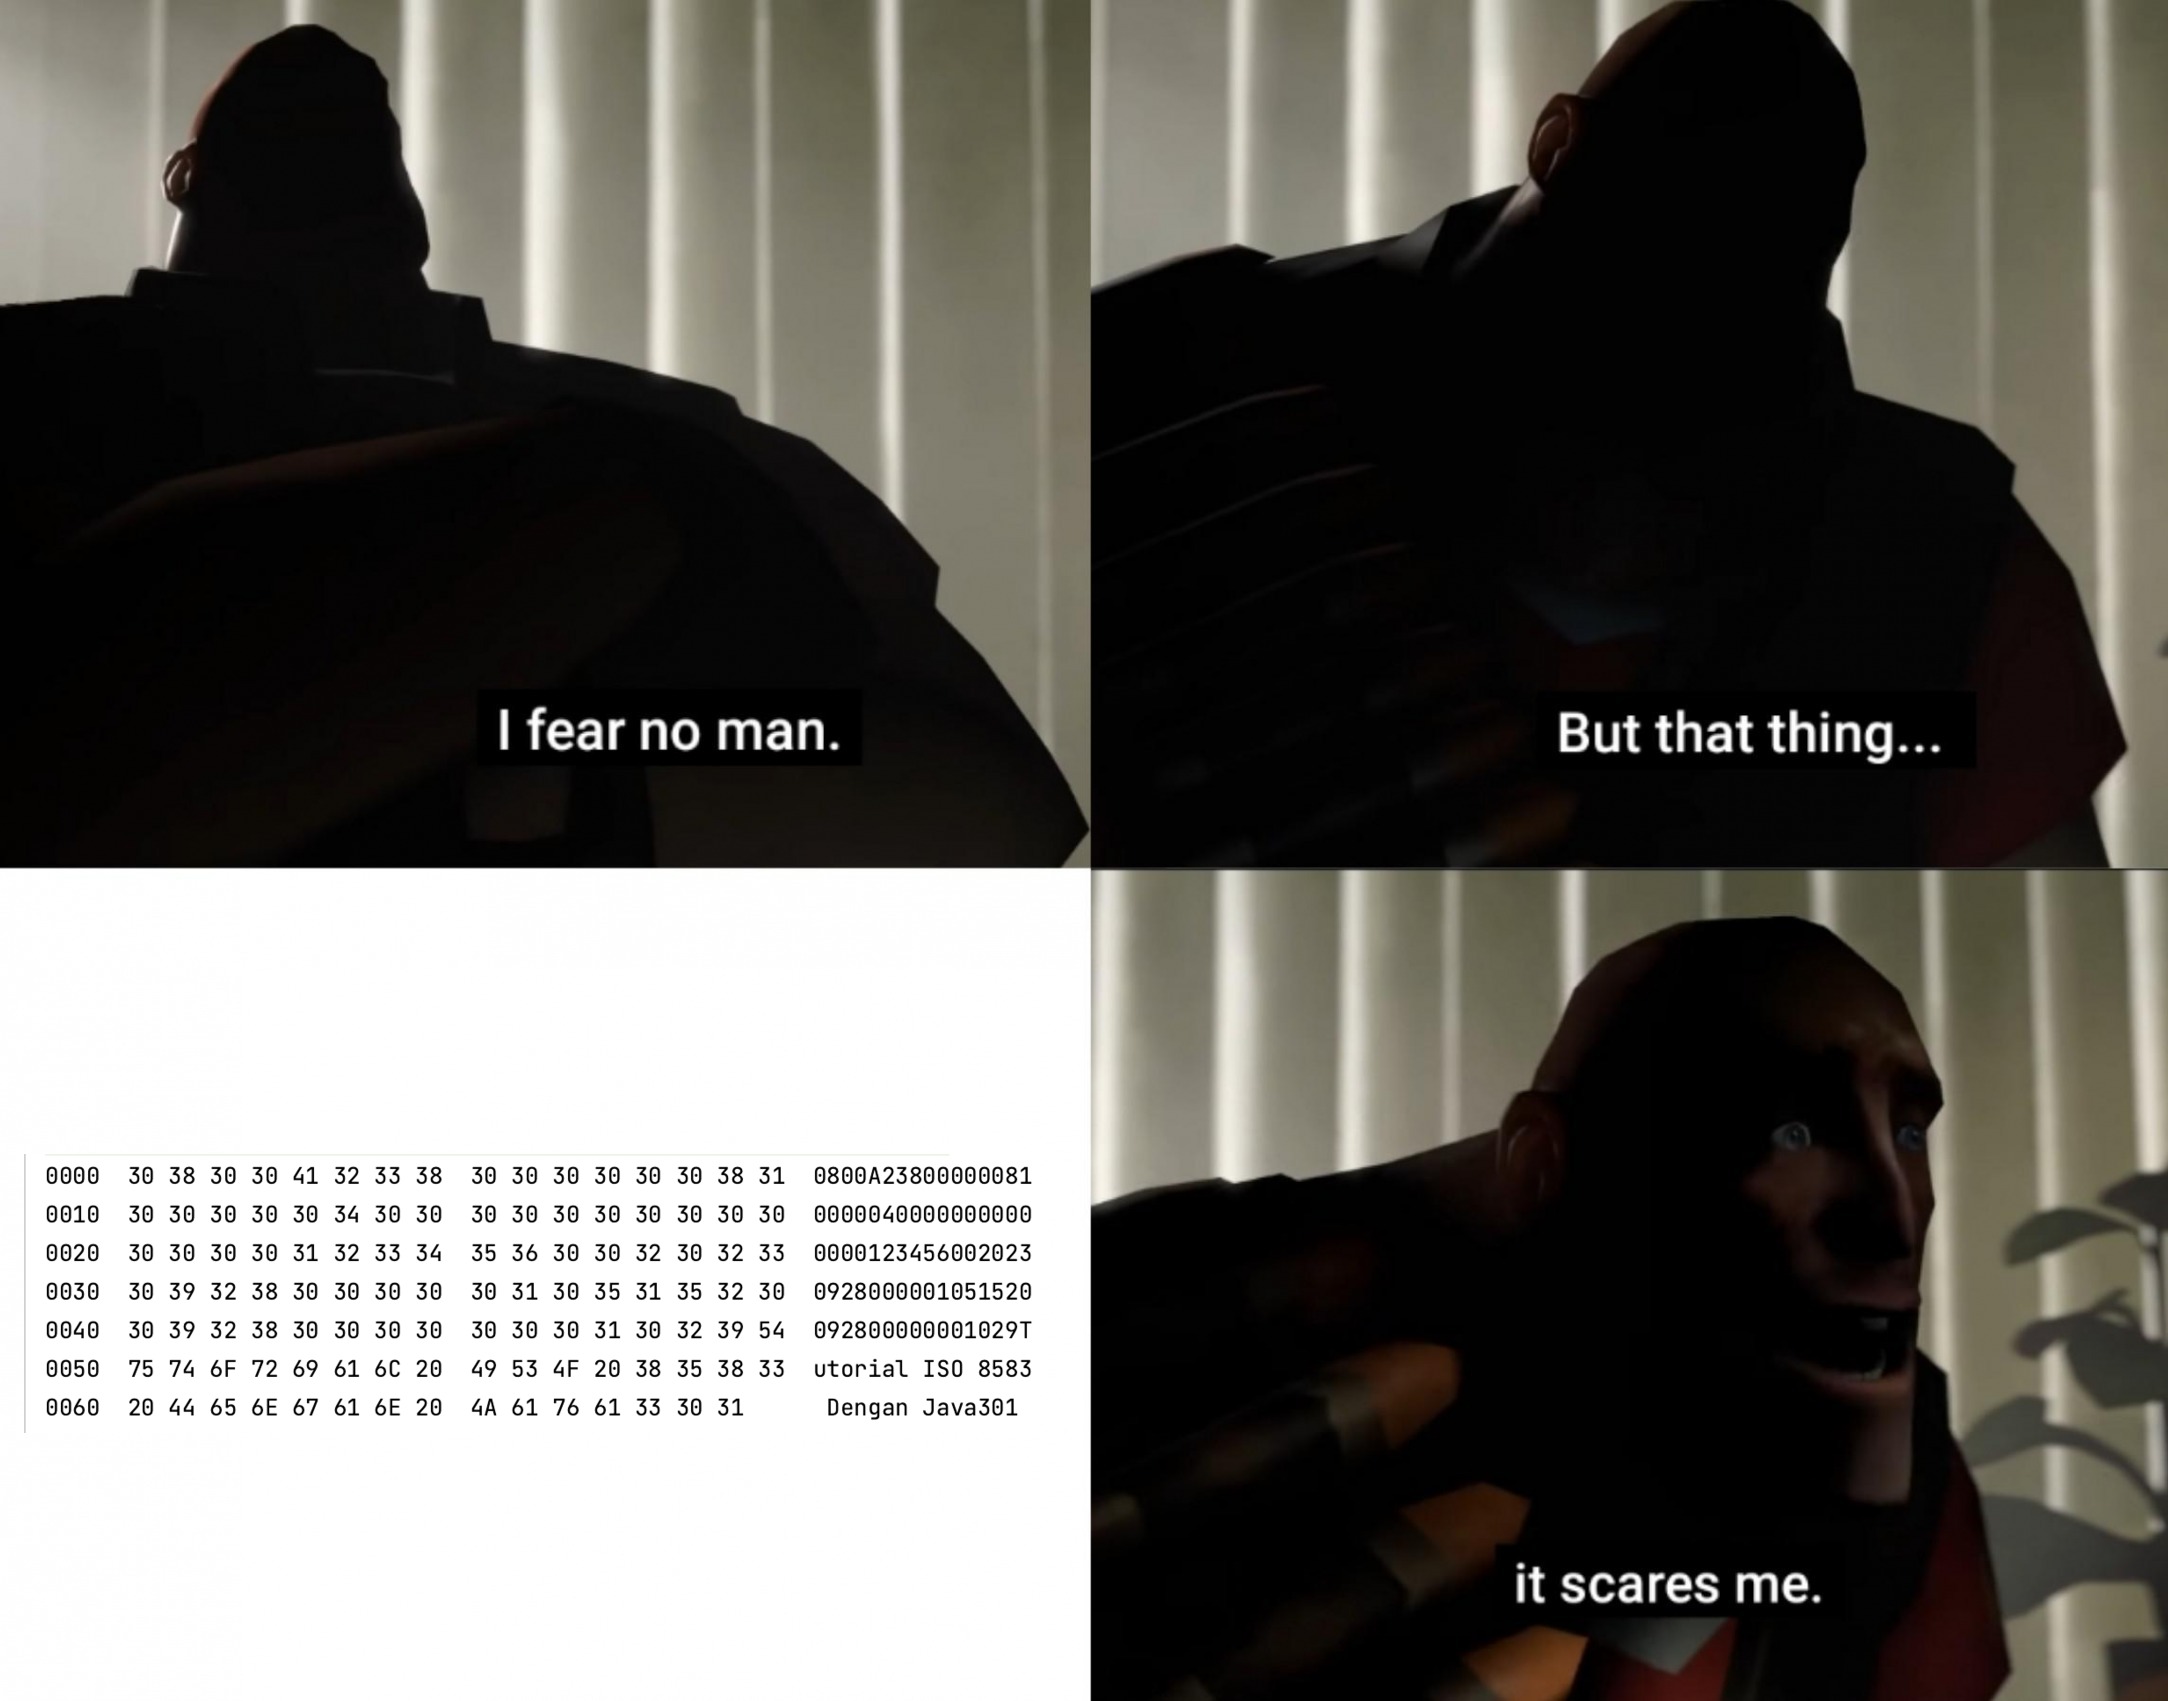 I fear no man.
But that thing...
0000  30 38 30 30 41 32 33 38  30 30 30 30 30 30 38 31  0800A23800000081
0010  30 30 30 30 30 34 30 30  30 30 30 30 30 30 30 30  0000040000000000
0020  30 30 30 30 31 32 33 34  35 36 30 30 32 30 32 33  0000123456002023
0030  30 39 32 38 30 30 30 30  30 31 30 35 31 35 32 30  0928000001051520
0040  30 39 32 38 30 30 30 30  30 30 30 31 30 32 39 54  092800000001029T
0050  75 74 6F 72 69 61 6C 20  49 53 4F 20 38 35 38 33  utorial ISO 8583
0060  20 44 65 6E 67 61 6E 20  4A 61 76 61 33 30 31      Dengan Java301
it scares me.